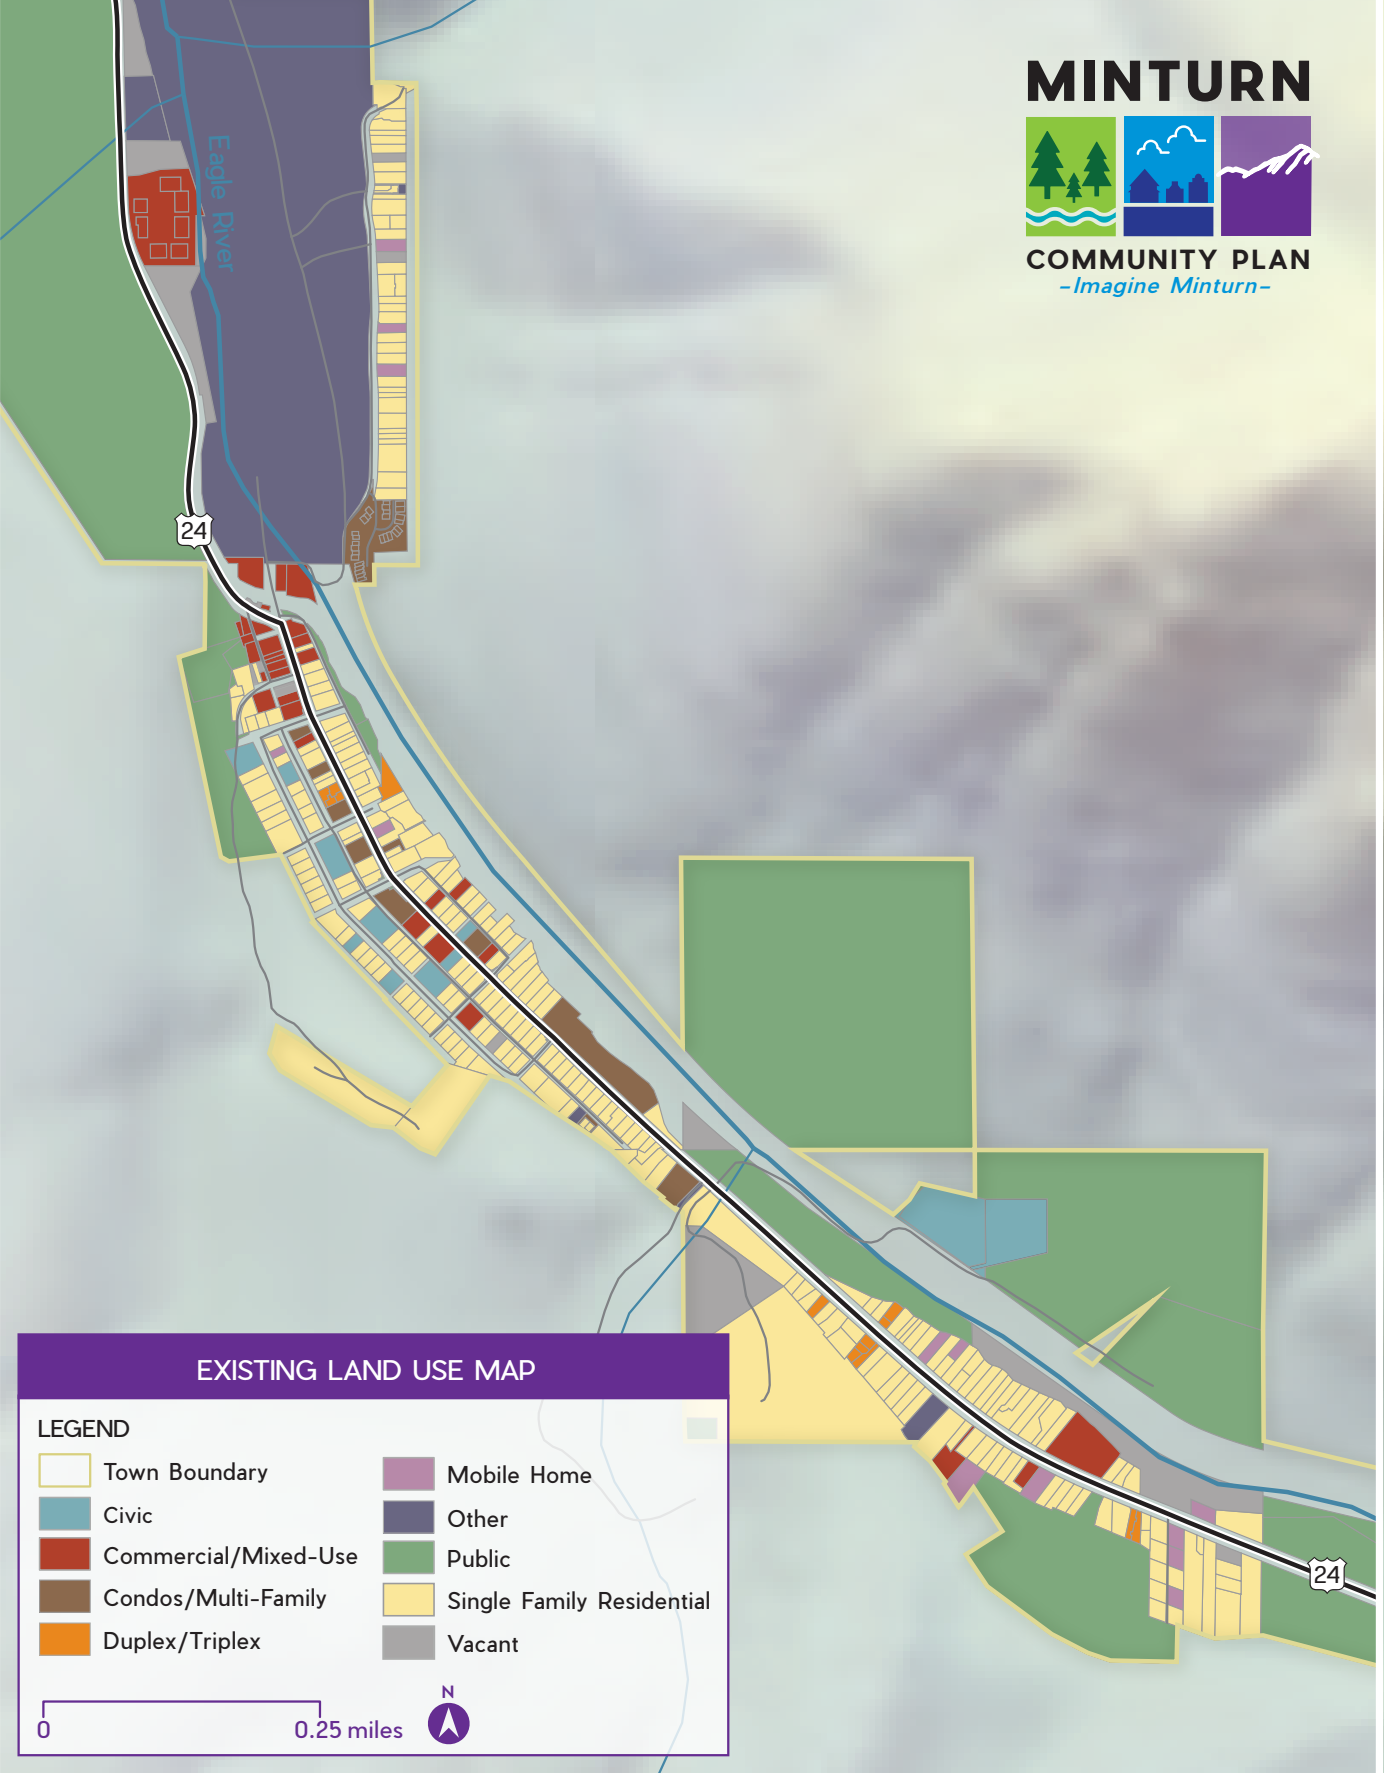 MINTURN
COMMUNITY PLAN
-Imagine Minturn-
Eagle River
24
24
EXISTING LAND USE MAP
LEGEND
Town Boundary
Civic
Commercial/Mixed-Use
Condos/Multi-Family
Duplex/Triplex
Mobile Home
Other
Public
Single Family Residential
Vacant
0
0.25 miles
N